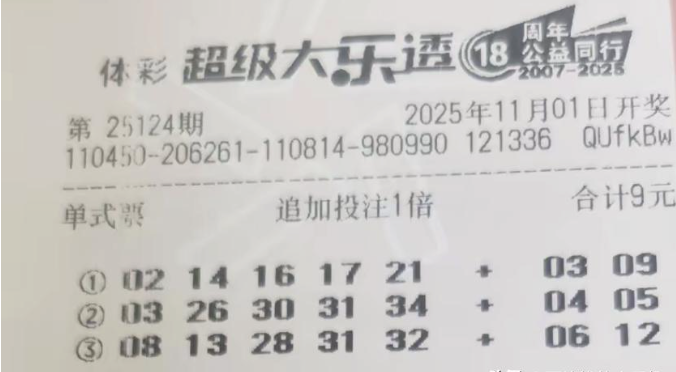 体彩 超级大乐透 18 周年 公益同行 2007-2025
第 25124期 2025年11月01日开奖
110450-206261-110814-980990 121336 QUfkBw
单式票 追加投注1倍 合计9元
① 02 14 16 17 21 + 03 09
② 03 26 30 31 34 + 04 05
③ 08 13 28 31 32 + 06 12